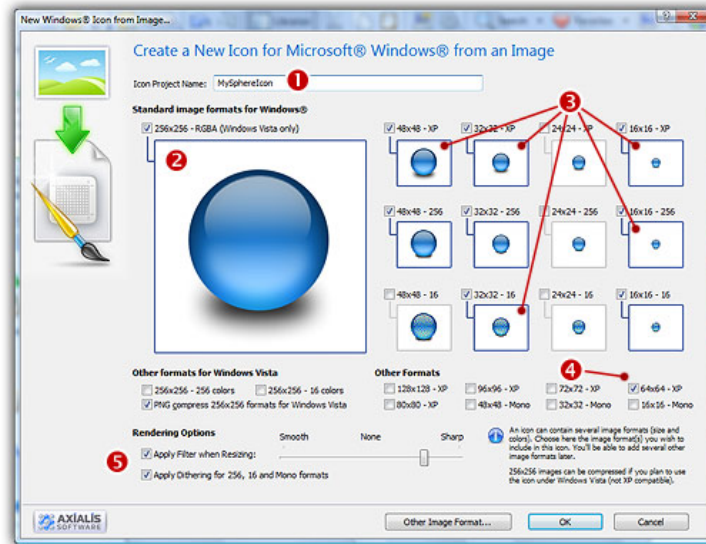 New Windows® Icon from Image...
Create a New Icon for Microsoft® Windows® from an Image
Icon Project Name: MySphereIcon
1
Standard image formats for Windows®
256x256 - RGBA (Windows Vista only)
2
3
48x48 - XP
32x32 - XP
24x24 - XP
16x16 - XP
48x48 - 256
32x32 - 256
24x24 - 256
16x16 - 256
48x48 - 16
32x32 - 16
24x24 - 16
16x16 - 16
Other formats for Windows Vista
256x256 - 256 colors
256x256 - 16 colors
PNG compress 256x256 formats for Windows Vista
Other Formats
4
128x128 - XP
96x96 - XP
72x72 - XP
64x64 - XP
80x80 - XP
48x48 - Mono
32x32 - Mono
16x16 - Mono
Rendering Options
Smooth
None
Sharp
5
Apply Filter when Resizing:
Apply Dithering for 256, 16 and Mono formats
An icon can contain several image formats (size and
colors). Choose here the image format(s) you wish to
include in this icon. You'll be able to add several other
image formats later.
256x256 images can be compressed if you plan to use
the icon under Windows Vista (not XP compatible).
AXIALIS
SOFTWARE
Other Image Format...
OK
Cancel